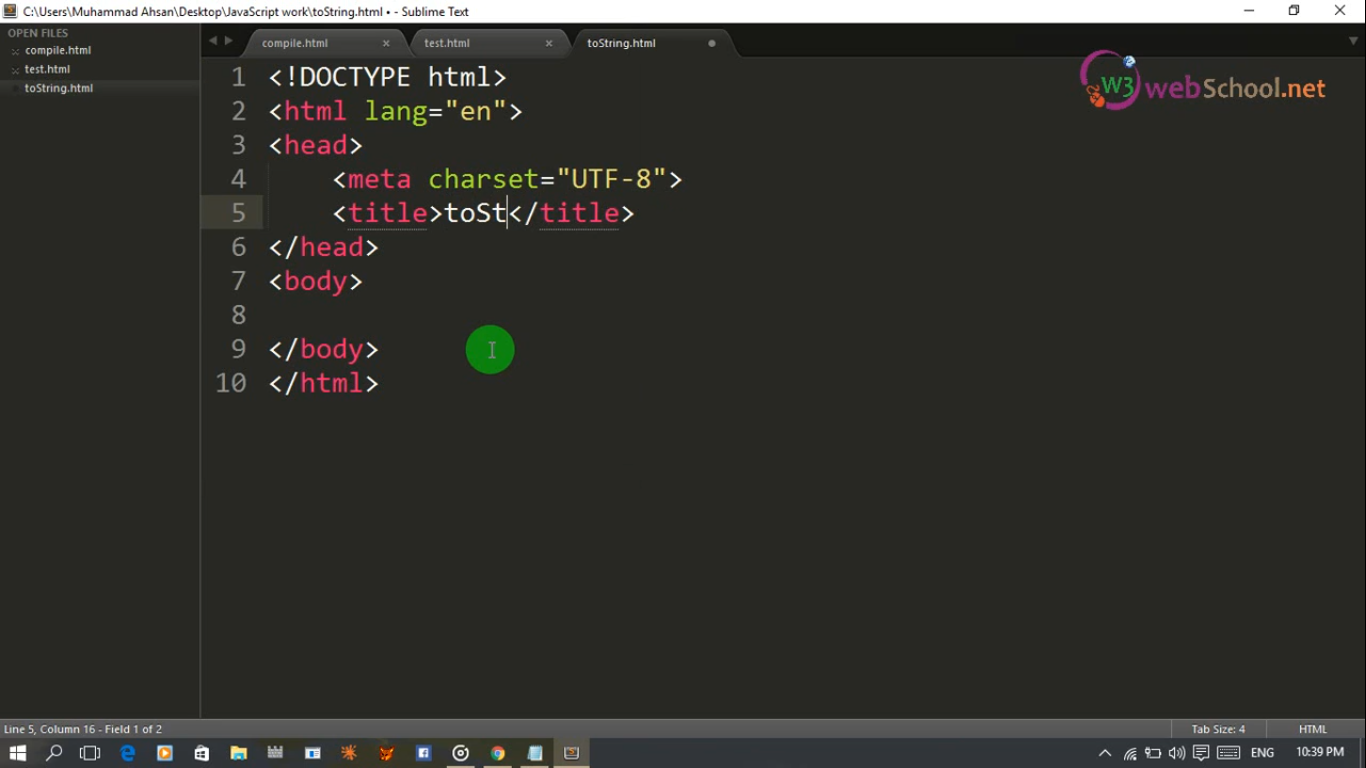 C:\Users\Muhammad Ahsan\Desktop\JavaScript work\toString.html • - Sublime Text
OPEN FILES
compile.html
test.html
toString.html
compile.html × test.html × toString.html
W3 webSchool.net
1 <!DOCTYPE html>
2 <html lang="en">
3 <head>
4 <meta charset="UTF-8">
5 <title>toSt</title>
6 </head>
7 <body>
8
9 </body>
10 </html>
Line 5, Column 16 - Field 1 of 2
Tab Size: 4
HTML
ENG
10:39 PM